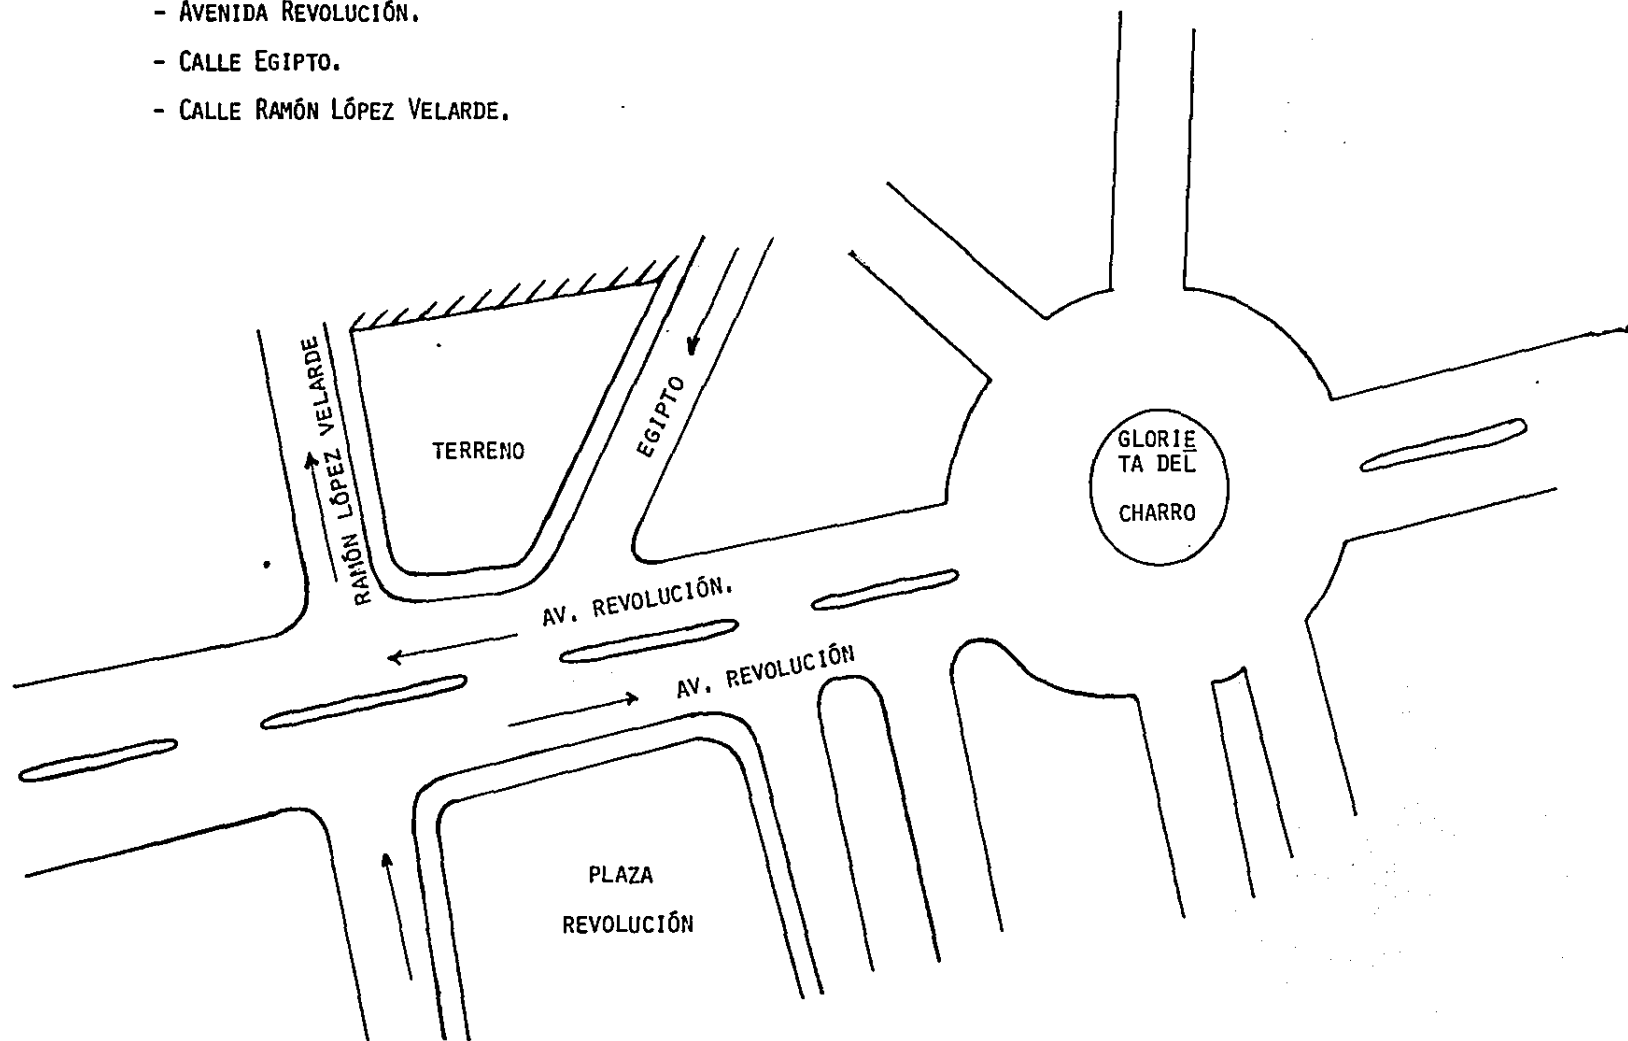 - AVENIDA REVOLUCIÓN.
- CALLE EGIPTO.
- CALLE RAMÓN LÓPEZ VELARDE.
RAMÓN LÓPEZ VELARDE
TERRENO
EGIPTO
GLORIE
TA DEL
CHARRO
AV. REVOLUCIÓN.
AV. REVOLUCIÓN
PLAZA
REVOLUCIÓN